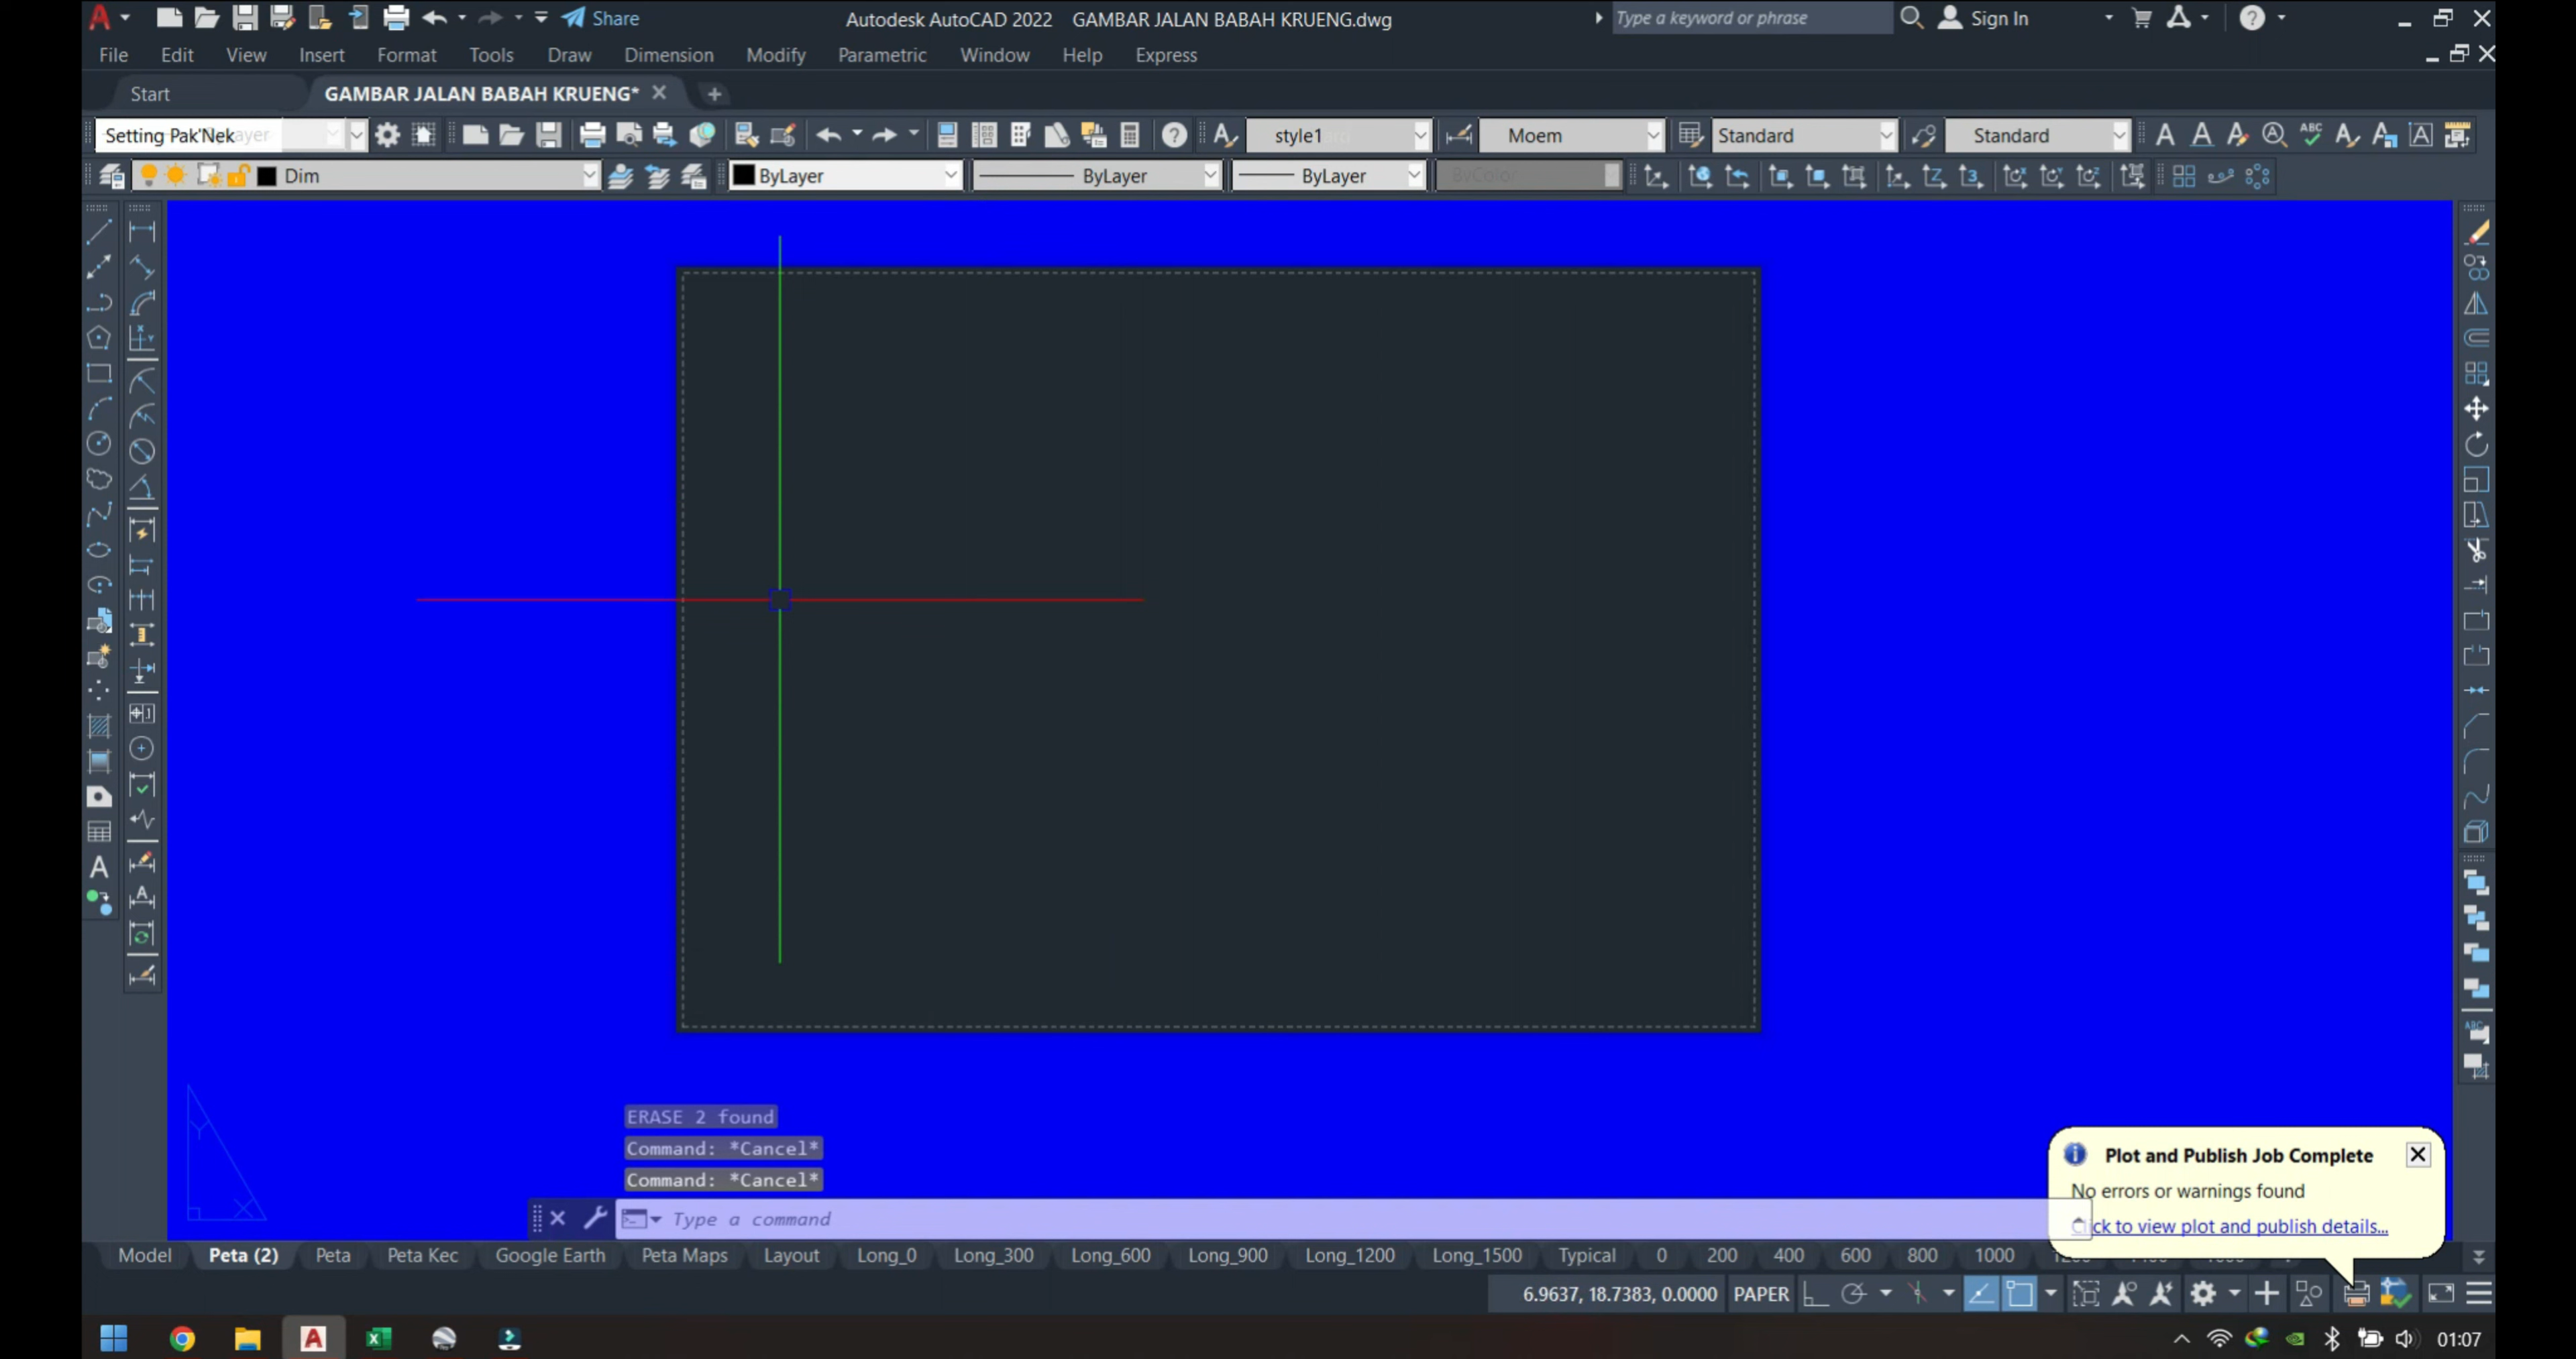 Share
Autodesk AutoCAD 2022 GAMBAR JALAN BABAH KRUENG.dwg
Type a keyword or phrase
Sign In
File Edit View Insert Format Tools Draw Dimension Modify Parametric Window Help Express
Start
GAMBAR JALAN BABAH KRUENG*
Setting Pak'Nek
style1
Moem
Standard
Standard
Dim
ByLayer
ByLayer
ByLayer
ByColor
ERASE 2 found
Command: *Cancel*
Command: *Cancel*
Type a command
Plot and Publish Job Complete
No errors or warnings found
Click to view plot and publish details...
Model Peta (2) Peta Peta Kec Google Earth Peta Maps Layout Long_0 Long_300 Long_600 Long_900 Long_1200 Long_1500 Typical 0 200 400 600 800 1000
6.9637, 18.7383, 0.0000 PAPER
01:07